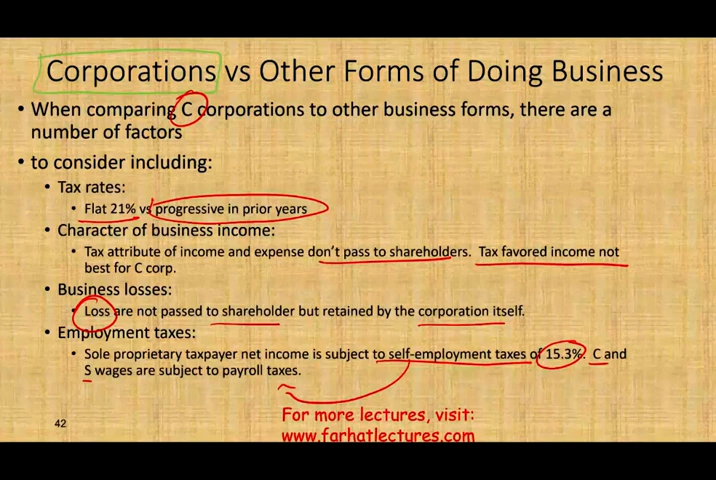 Corporations vs Other Forms of Doing Business
• When comparing C corporations to other business forms, there are a
number of factors
• to consider including:
• Tax rates:
• Flat 21% vs progressive in prior years
• Character of business income:
• Tax attribute of income and expense don't pass to shareholders. Tax favored income not
best for C corp.
• Business losses:
• Loss are not passed to shareholder but retained by the corporation itself.
• Employment taxes:
• Sole proprietary taxpayer net income is subject to self-employment taxes of 15.3%. C and
S wages are subject to payroll taxes.
42
For more lectures, visit:
www.farhatlectures.com